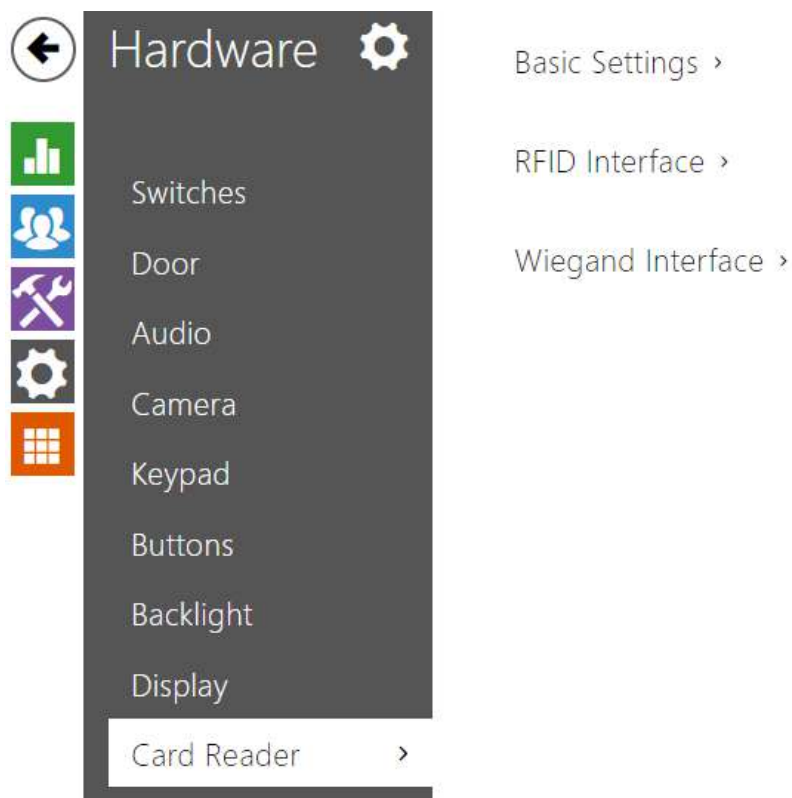 Hardware
Switches
Door
Audio
Camera
Keypad
Buttons
Backlight
Display
Card Reader
Basic Settings
RFID Interface
Wiegand Interface